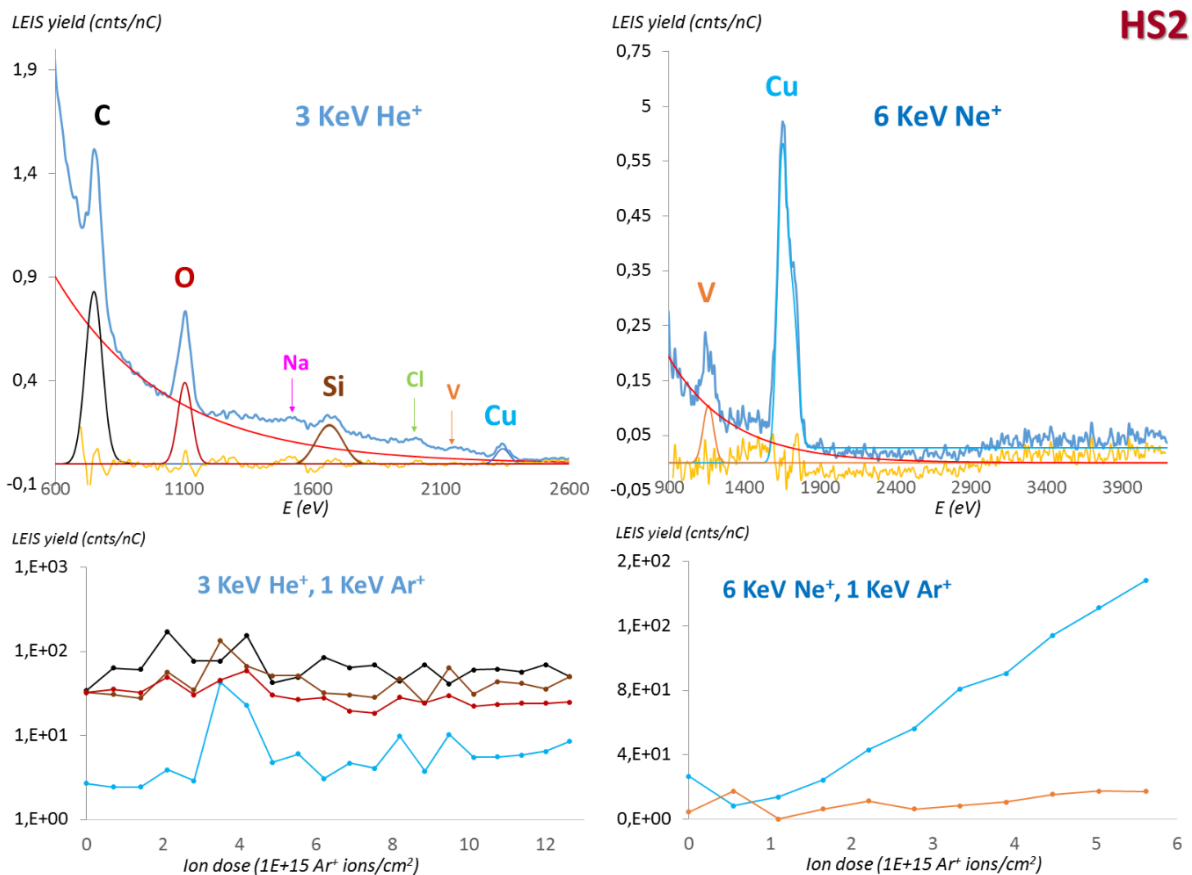 LEIS yield (cnts/nC)
LEIS yield (cnts/nC)
HS2
1,9
1,4
0,9
0,4
-0,1
C
3 KeV He⁺
O
Na
Si
Cl
V
Cu
600
1100
1600
2100
2600
E (eV)
0,75
5
0,55
0,45
0,35
0,25
0,15
0,05
-0,05
Cu
6 KeV Ne⁺
V
900
1400
1900
2400
2900
3400
3900
E (eV)
LEIS yield (cnts/nC)
1,E+03
1,E+02
1,E+01
1,E+00
3 KeV He⁺, 1 KeV Ar⁺
0
2
4
6
8
10
12
Ion dose (1E+15 Ar⁺ ions/cm²)
LEIS yield (cnts/nC)
2,E+02
1,E+02
8,E+01
4,E+01
0,E+00
6 KeV Ne⁺, 1 KeV Ar⁺
0
1
2
3
4
5
6
Ion dose (1E+15 Ar⁺ ions/cm²)